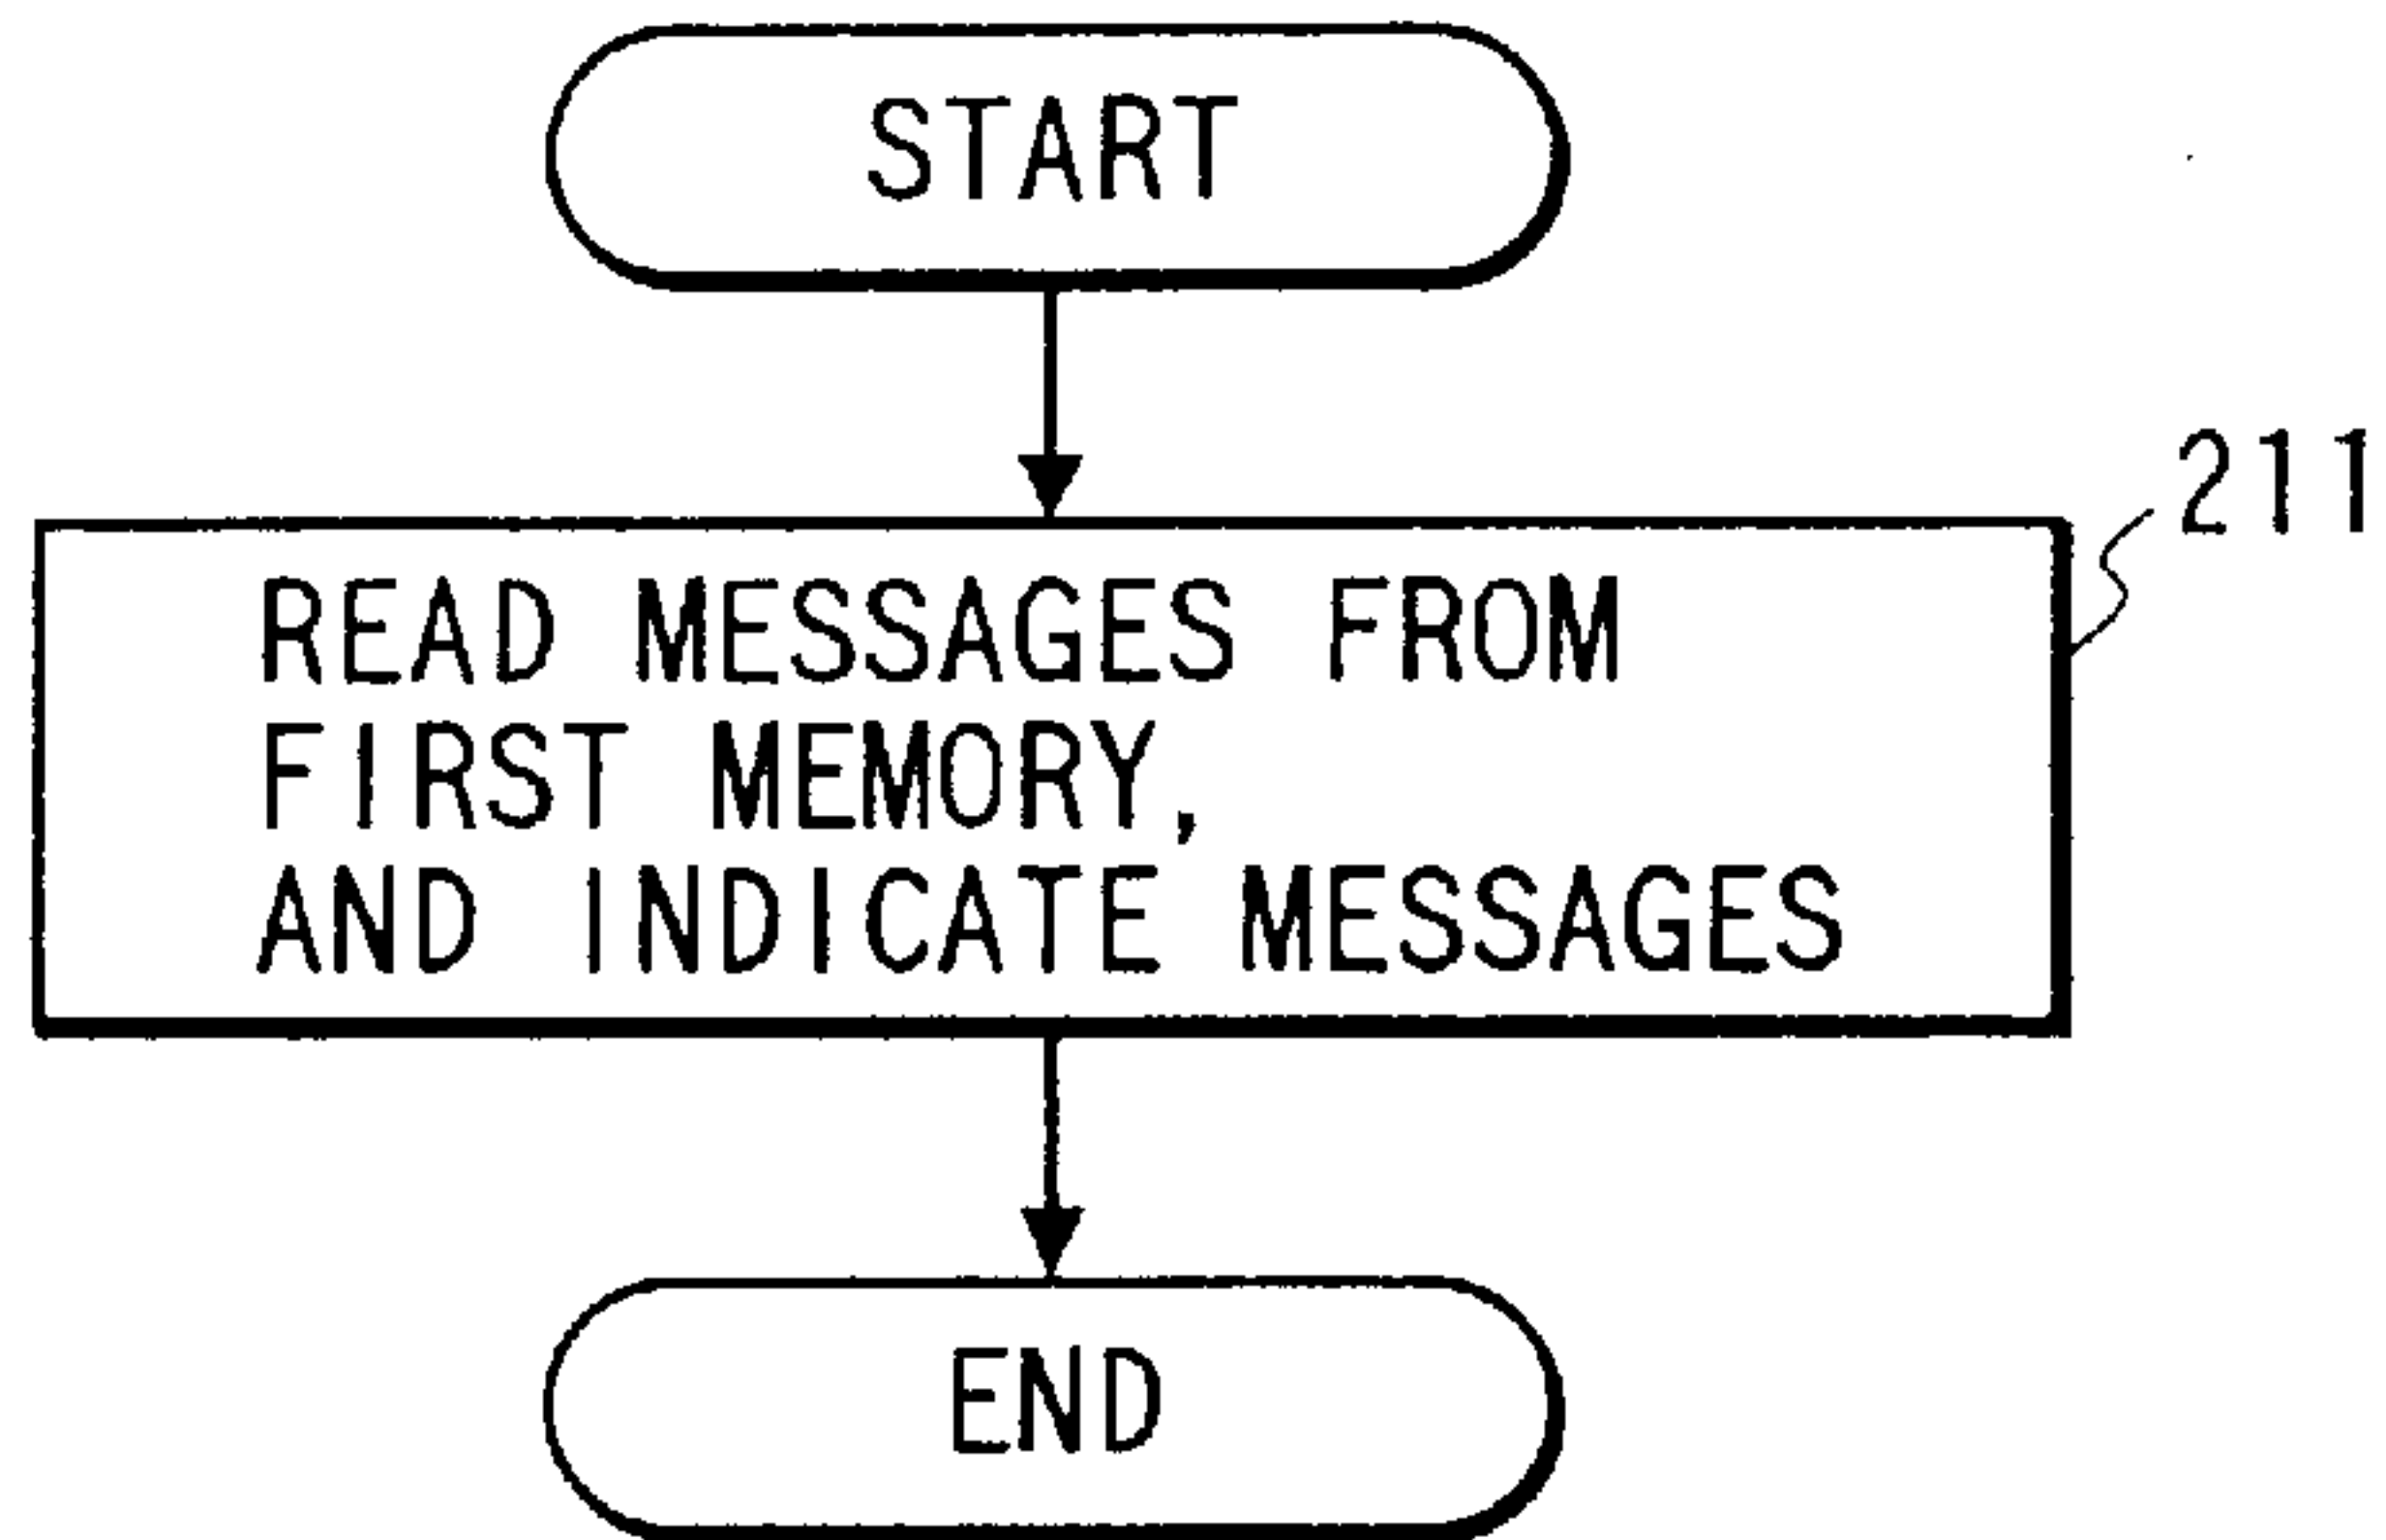 START
211
READ MESSAGES FROM
FIRST MEMORY,
AND INDICATE MESSAGES
END